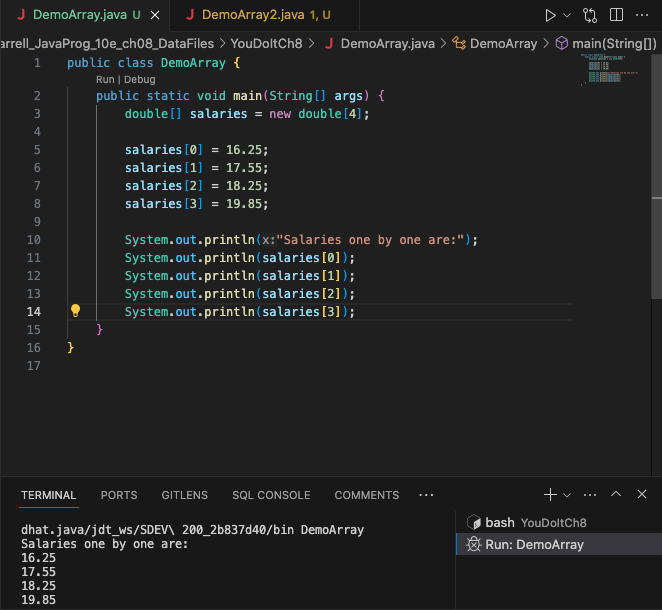 J DemoArray.java U × J DemoArray2.java 1, U
arrell_JavaProg_10e_ch08_DataFiles > YouDoItCh8 > J DemoArray.java > DemoArray > main(String[])
1 public class DemoArray {
Run | Debug
2 public static void main(String[] args) {
3 double[] salaries = new double[4];
4
5 salaries[0] = 16.25;
6 salaries[1] = 17.55;
7 salaries[2] = 18.25;
8 salaries[3] = 19.85;
9
10 System.out.println(x:"Salaries one by one are:");
11 System.out.println(salaries[0]);
12 System.out.println(salaries[1]);
13 System.out.println(salaries[2]);
14 System.out.println(salaries[3]);
15 }
16 }
17
TERMINAL PORTS GITLENS SQL CONSOLE COMMENTS ···
dhat.java/jdt_ws/SDEV\ 200_2b837d40/bin DemoArray
Salaries one by one are:
16.25
17.55
18.25
19.85
bash YouDoItCh8
Run: DemoArray